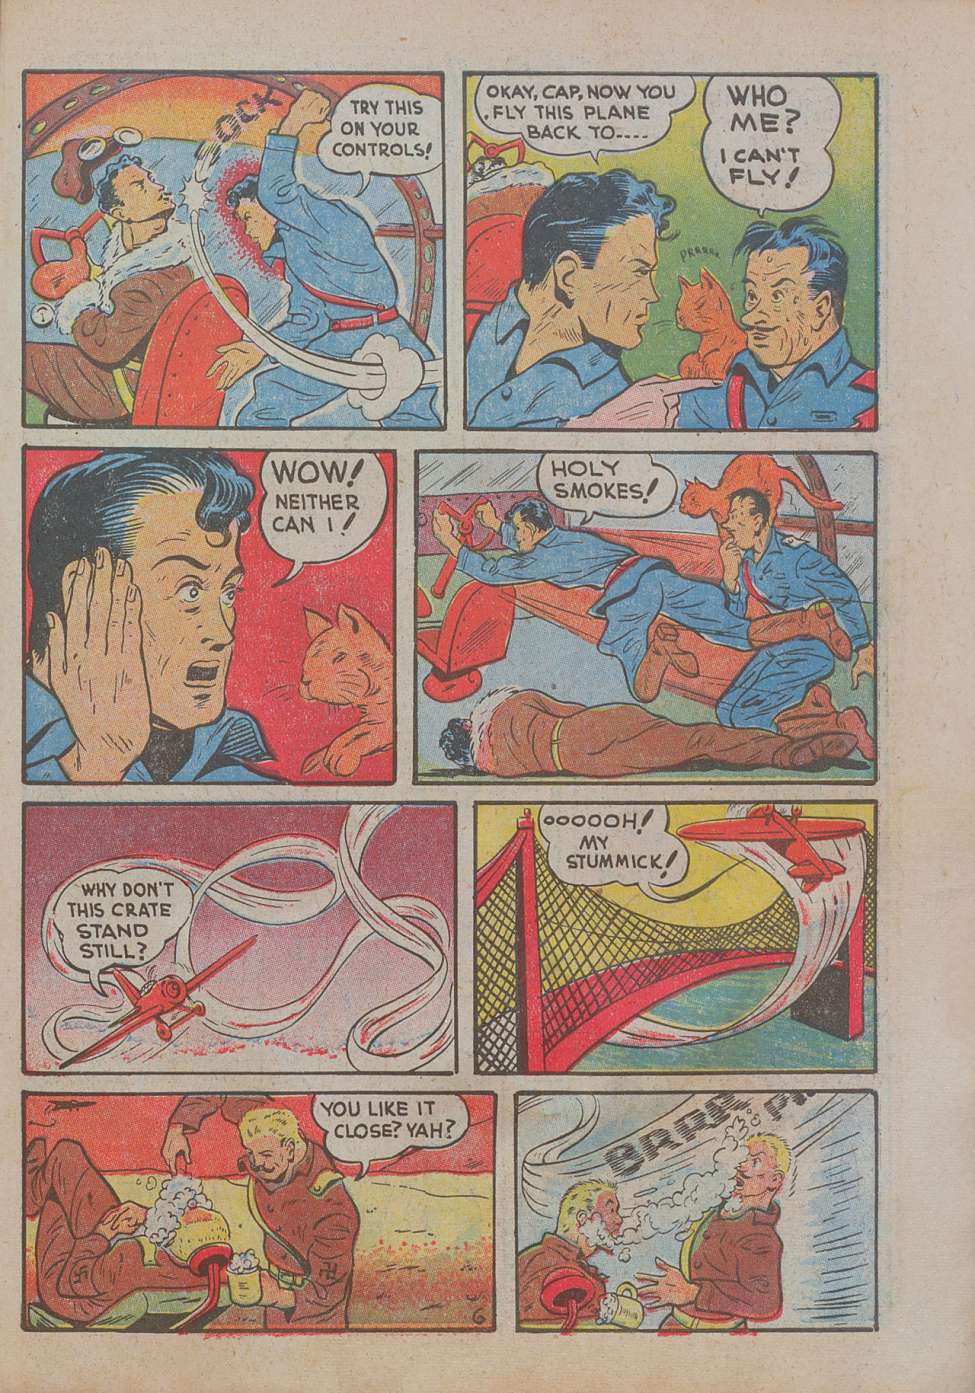 OCK
TRY THIS
ON YOUR
CONTROLS!
OKAY, CAP, NOW YOU
FLY THIS PLANE
BACK TO----
WHO
ME?
I CAN'T
FLY!
PRRRRR
WOW!
NEITHER
CAN I!
HOLY
SMOKES!
WHY DON'T
THIS CRATE
STAND
STILL?
OOOOOH!
MY
STUMMICK!
YOU LIKE IT
CLOSE? YAH?
6
BRRR